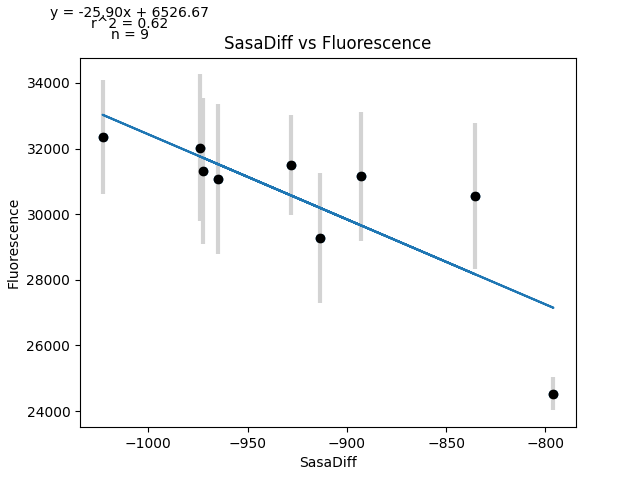 y = -25.90x + 6526.67
r^2 = 0.62
n = 9
SasaDiff vs Fluorescence
34000
32000
30000
28000
26000
24000
Fluorescence
−1000
−950
−900
−850
−800
SasaDiff